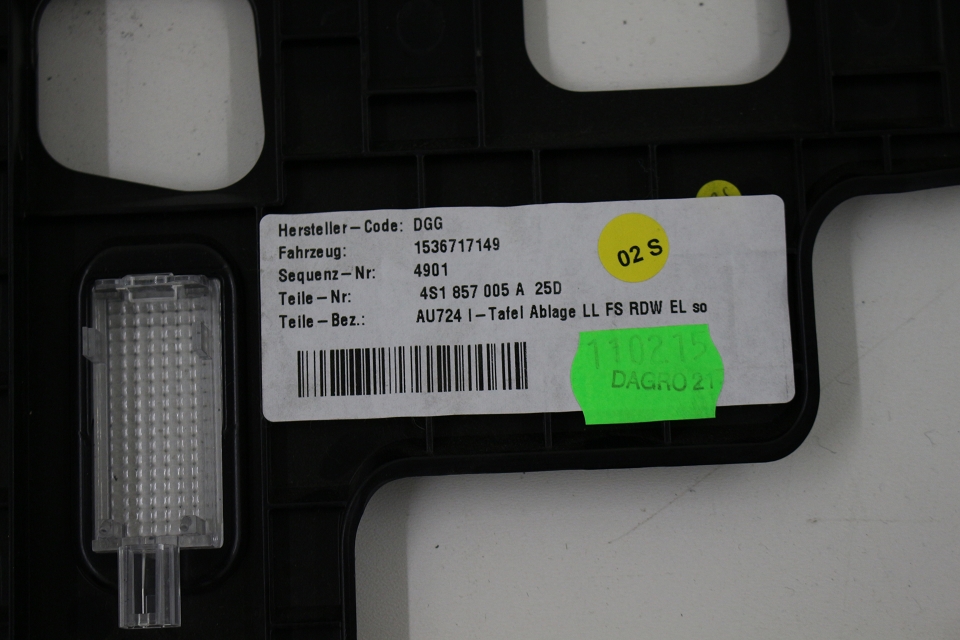 Hersteller-Code: DGG
Fahrzeug: 1536717149
Sequenz-Nr: 4901
Teile-Nr: 4S1 857 005 A 25D
Teile-Bez.: AU724 I-Tafel Ablage LL FS RDW EL so
02 S
110215
DAGRO 21